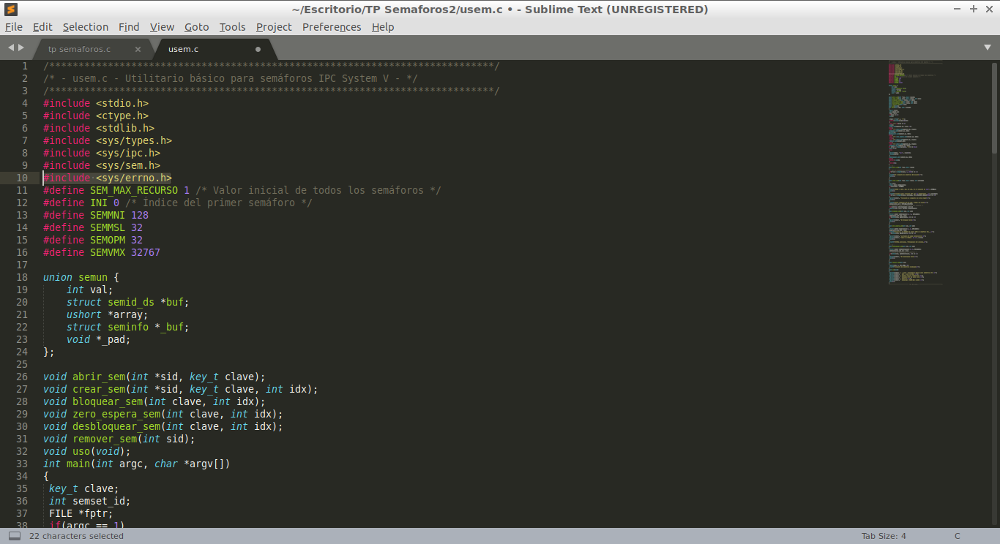 ~/Escritorio/TP Semaforos2/usem.c • - Sublime Text (UNREGISTERED)
File Edit Selection Find View Goto Tools Project Preferences Help
tp semaforos.c usem.c
1 /****************************************************************************/
2 /* - usem.c - Utilitario básico para semáforos IPC System V - */
3 /****************************************************************************/
4 #include <stdio.h>
5 #include <ctype.h>
6 #include <stdlib.h>
7 #include <sys/types.h>
8 #include <sys/ipc.h>
9 #include <sys/sem.h>
10 #include <sys/errno.h>
11 #define SEM_MAX_RECURSO 1 /* Valor inicial de todos los semáforos */
12 #define INI 0 /* Índice del primer semáforo */
13 #define SEMMNI 128
14 #define SEMMSL 32
15 #define SEMOPM 32
16 #define SEMVMX 32767
17
18 union semun {
19 int val;
20 struct semid_ds *buf;
21 ushort *array;
22 struct seminfo *_buf;
23 void *_pad;
24 };
25
26 void abrir_sem(int *sid, key_t clave);
27 void crear_sem(int *sid, key_t clave, int idx);
28 void bloquear_sem(int clave, int idx);
29 void zero_espera_sem(int clave, int idx);
30 void desbloquear_sem(int clave, int idx);
31 void remover_sem(int sid);
32 void uso(void);
33 int main(int argc, char *argv[])
34 {
35 key_t clave;
36 int semset_id;
37 FILE *fptr;
38 if(argc == 1)
22 characters selected Tab Size: 4 C